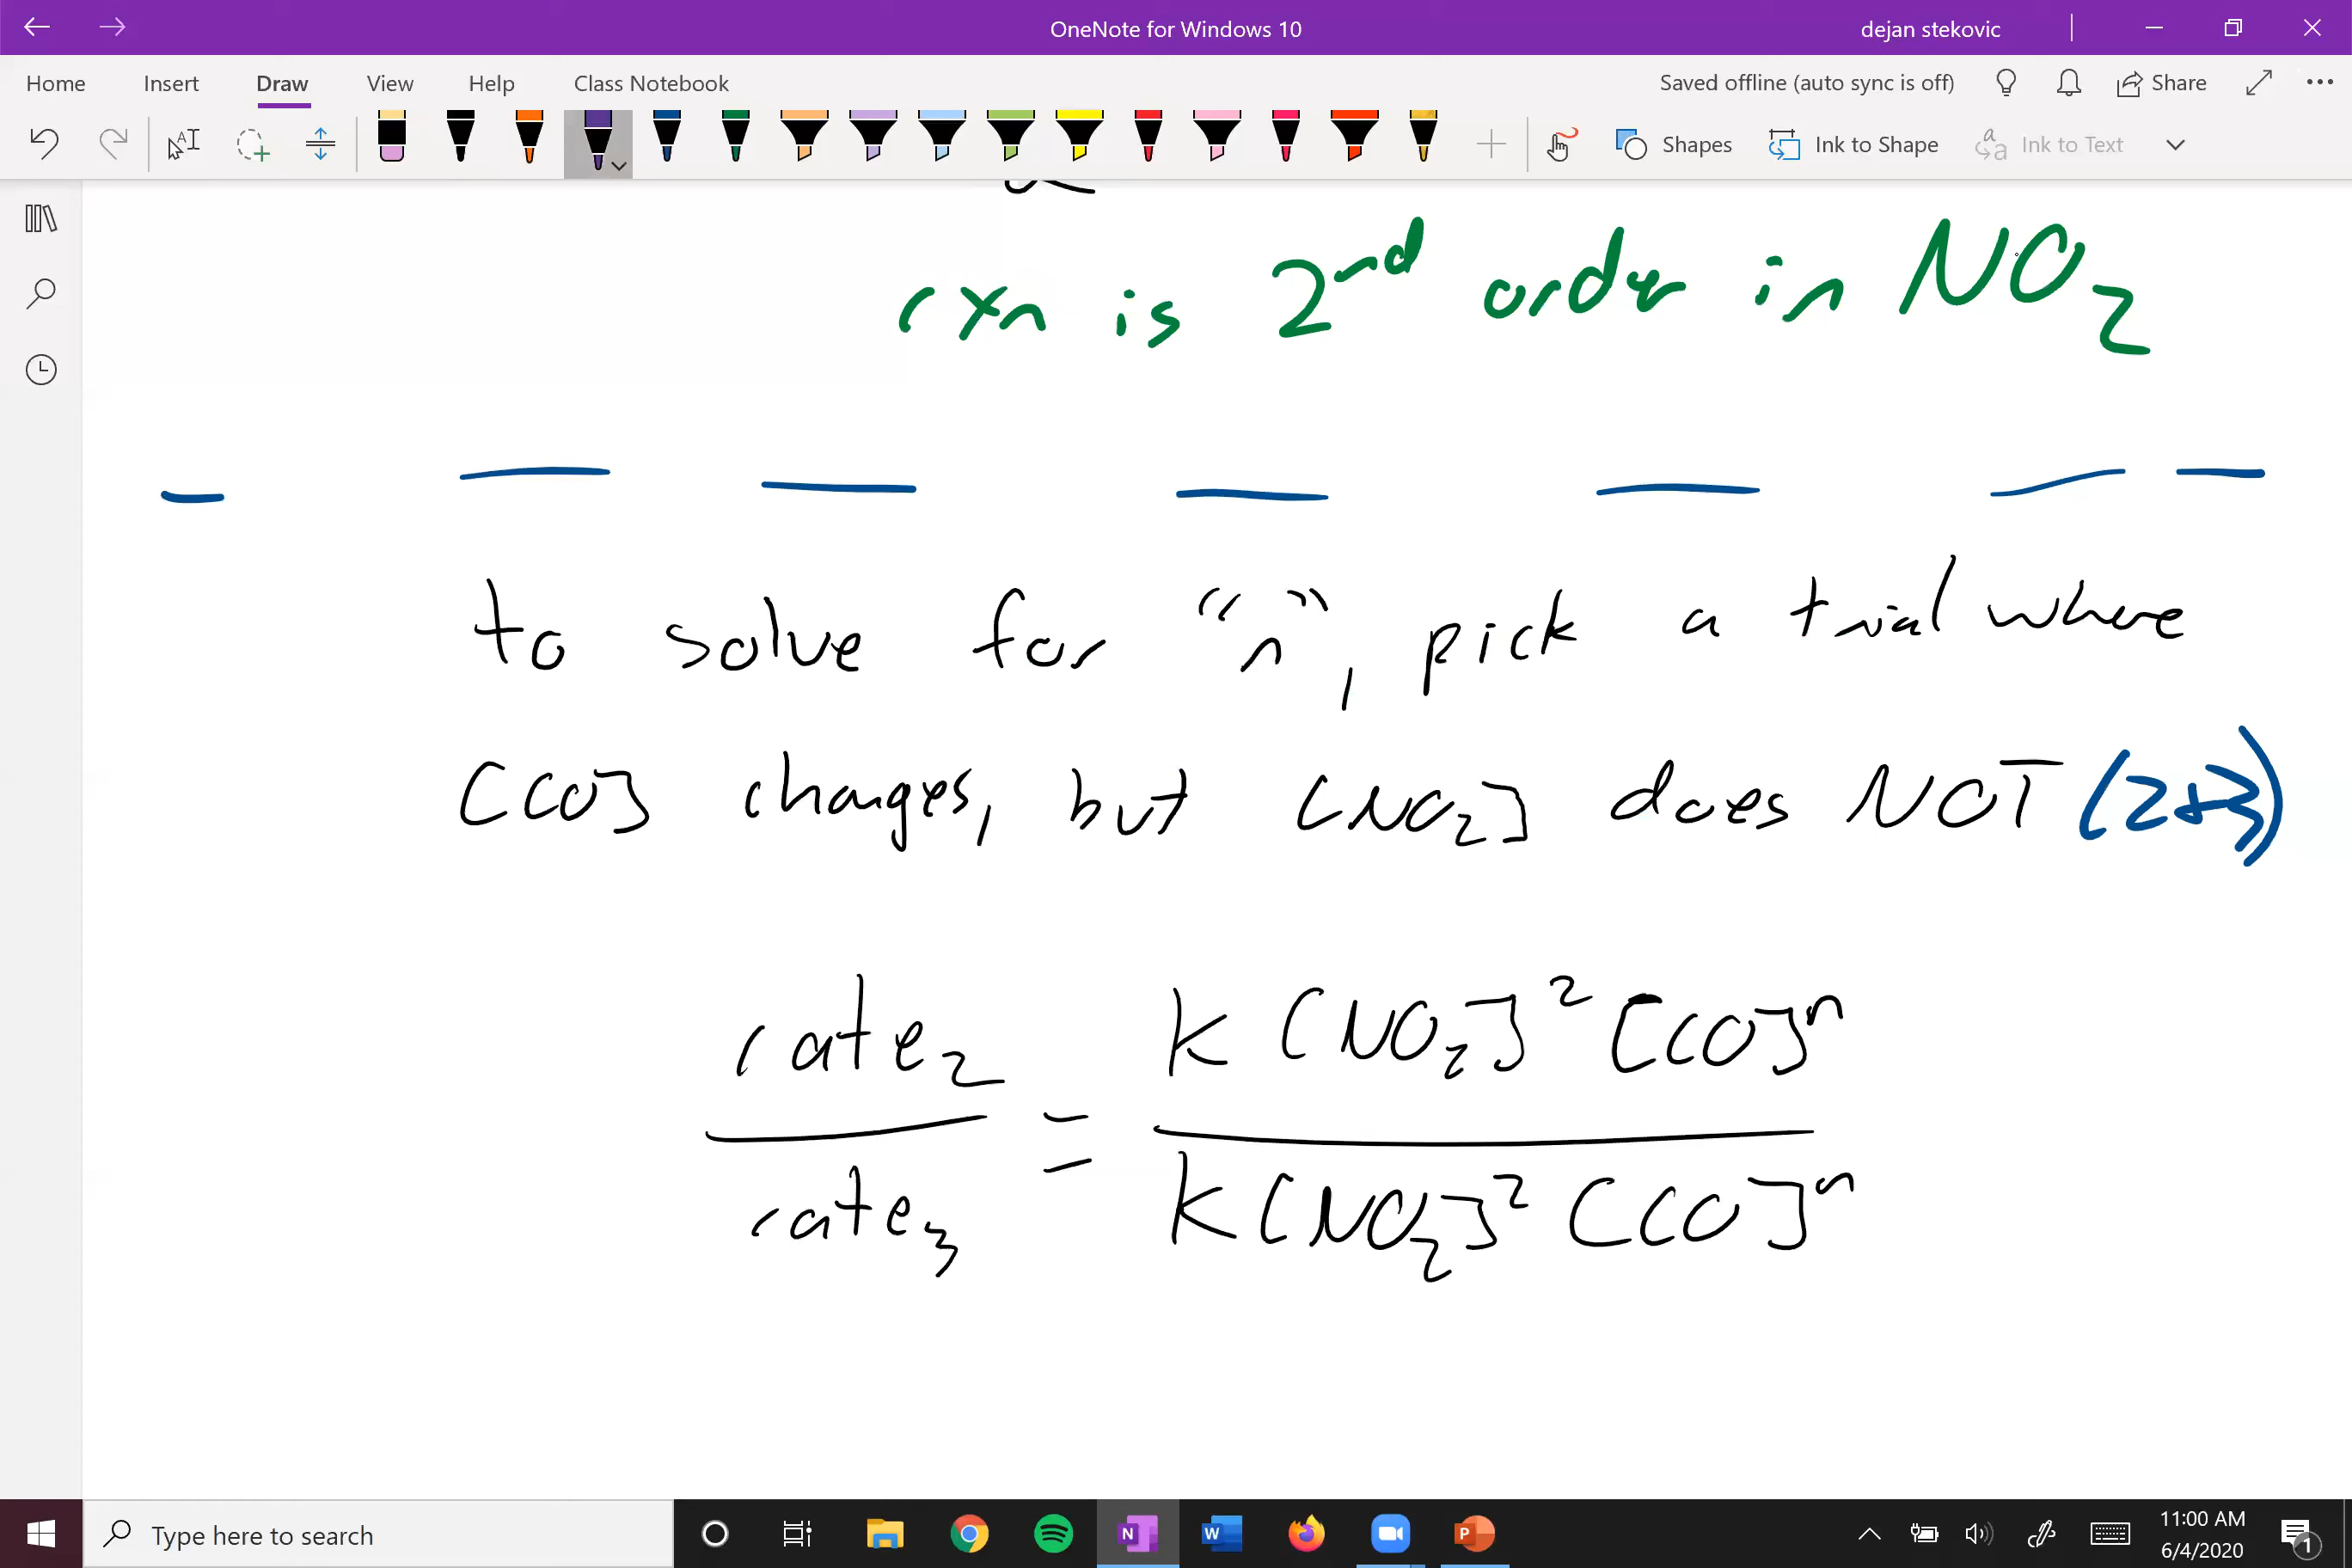 OneNote for Windows 10
dejan stekovic
Home Insert Draw View Help Class Notebook
Saved offline (auto sync is off) Share
Shapes Ink to Shape Ink to Text
rxn is 2nd order in NO2
to solve for "n", pick a trial where
[CO] changes, but [NO2] does NOT (2&3)
rate2 = k[NO2]²[CO]ⁿ
rate3 k[NO2]²[CO]ⁿ
Type here to search
11:00 AM
6/4/2020
1